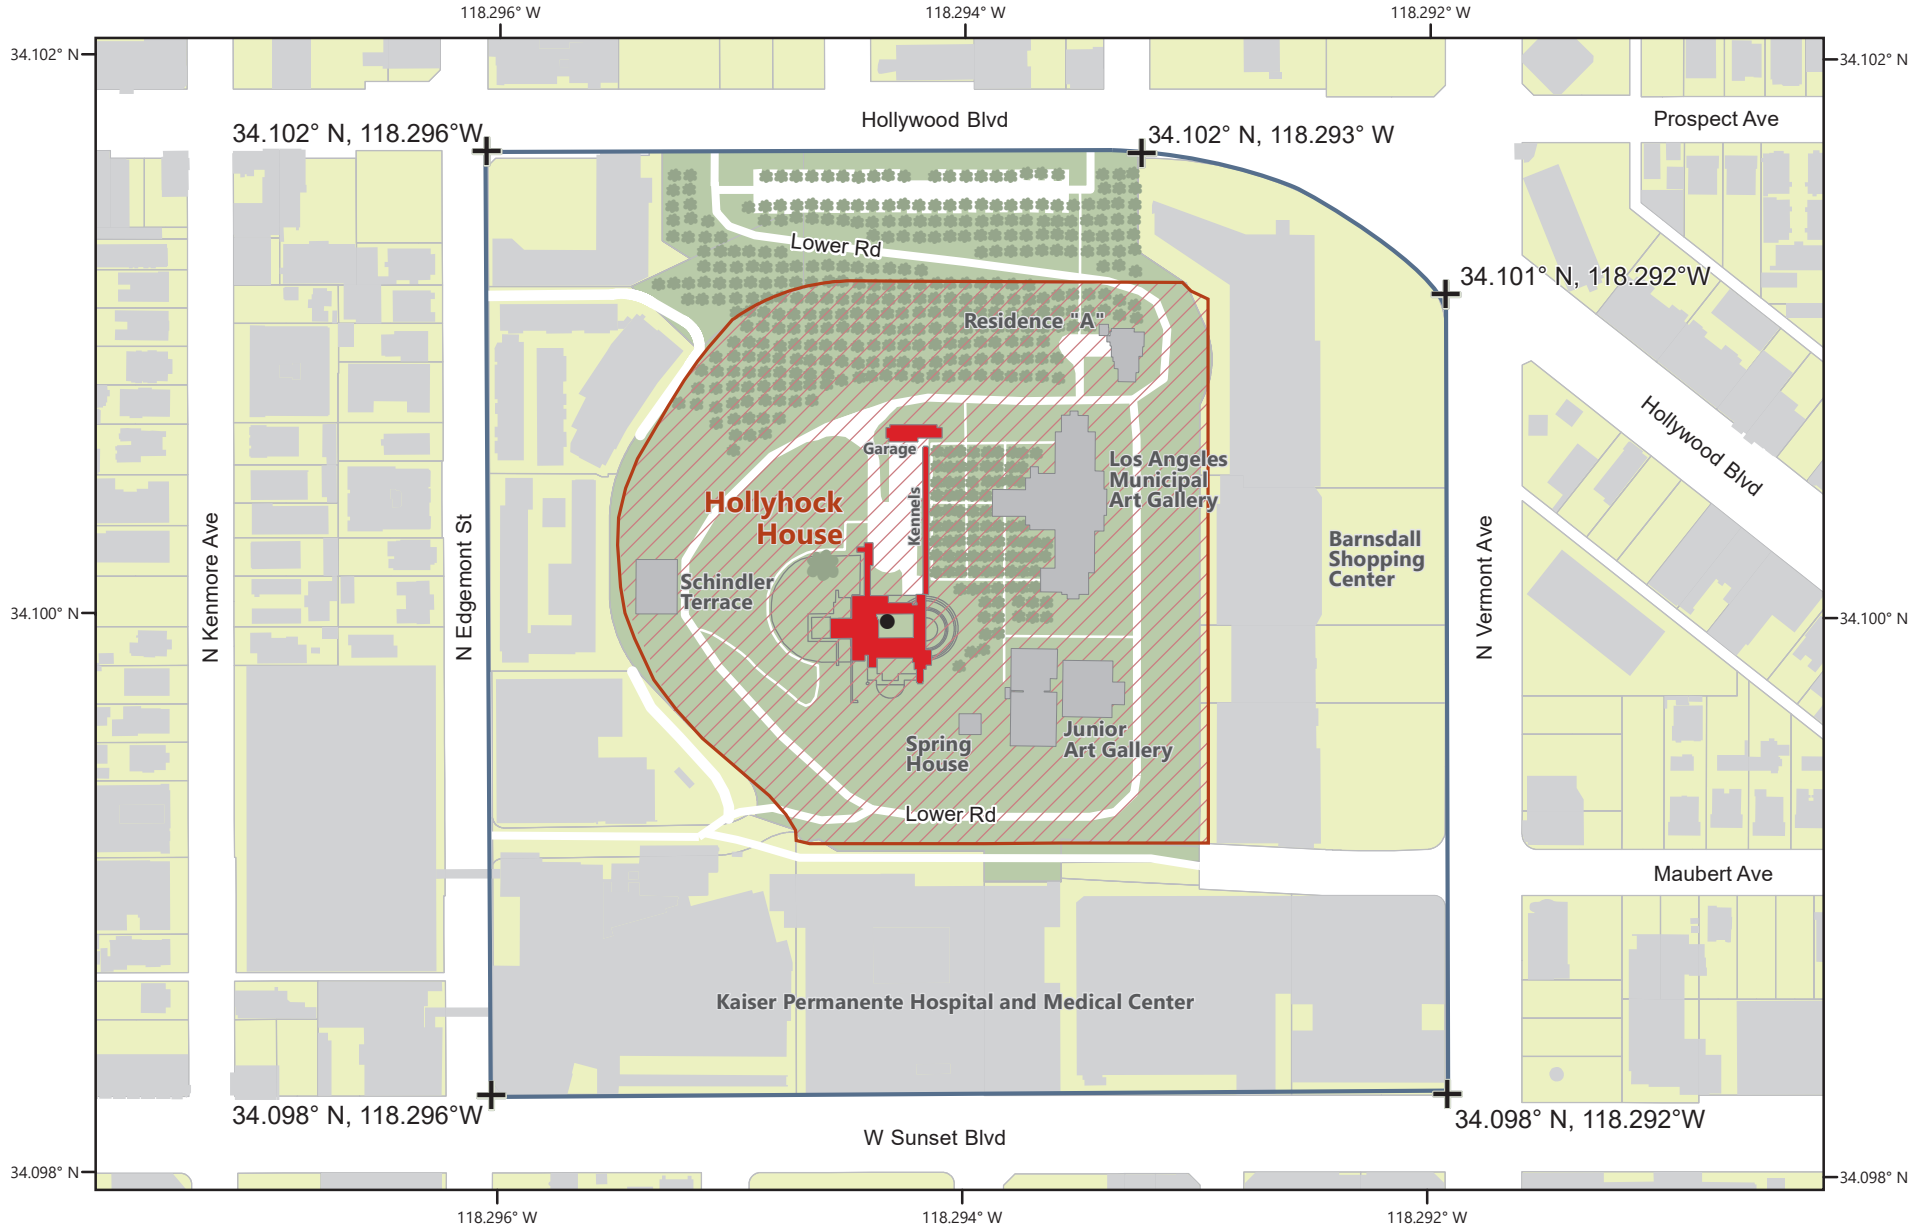 118.296° W
118.294° W
118.292° W
34.102° N
34.102° N
Hollywood Blvd
Prospect Ave
34.102° N, 118.296°W
34.102° N, 118.293° W
Lower Rd
34.101° N, 118.292°W
Residence "A"
Hollywood Blvd
Garage
Los Angeles
Municipal
Art Gallery
Hollyhock
House
Kennels
N Kenmore Ave
N Edgemont St
N Vermont Ave
Barnsdall
Shopping
Center
Schindler
Terrace
34.100° N
34.100° N
Junior
Art Gallery
Spring
House
Lower Rd
Maubert Ave
Kaiser Permanente Hospital and Medical Center
34.098° N, 118.296°W
34.098° N, 118.292°W
W Sunset Blvd
34.098° N
34.098° N
118.296° W
118.294° W
118.292° W